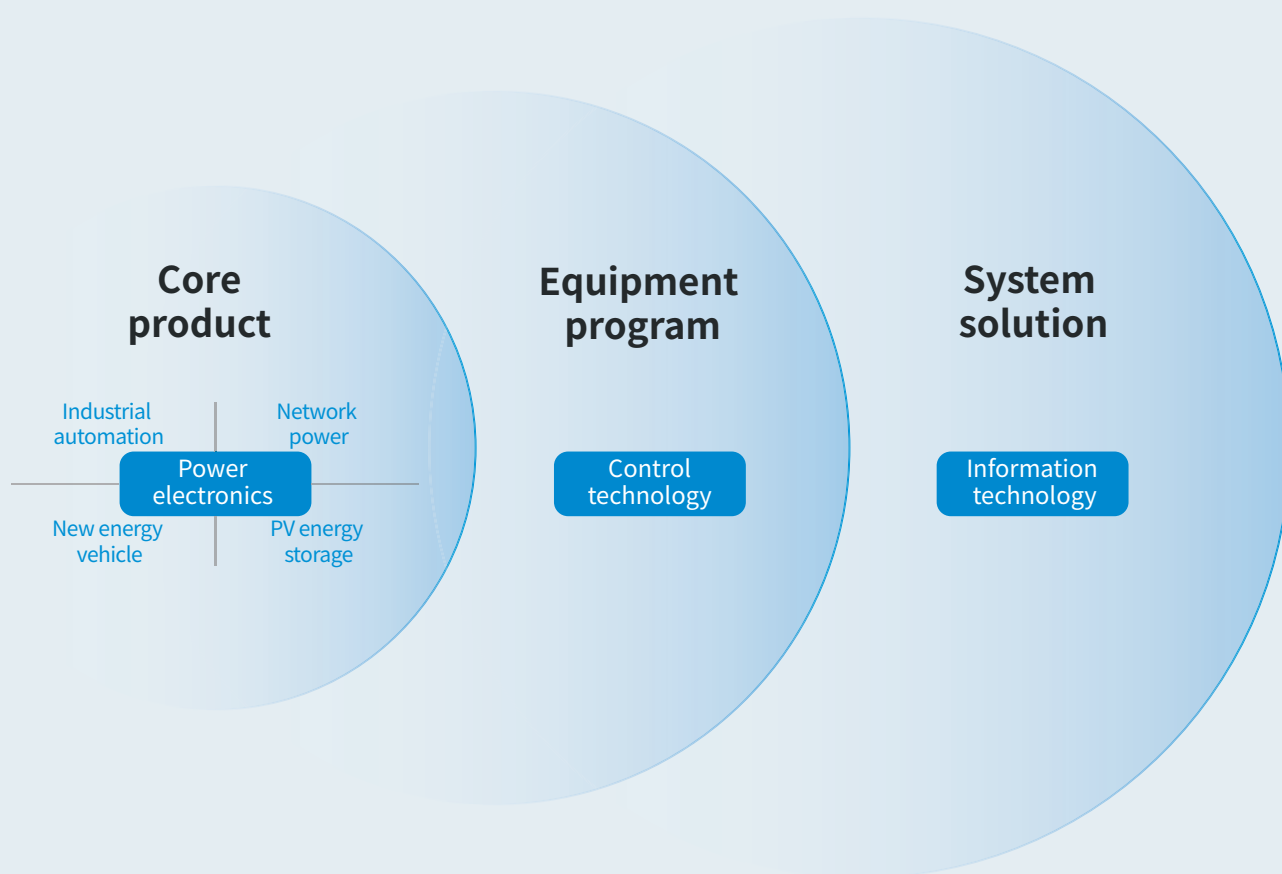 Core
product
Industrial
automation
Network
power
Power
electronics
New energy
vehicle
PV energy
storage
Equipment
program
Control
technology
System
solution
Information
technology